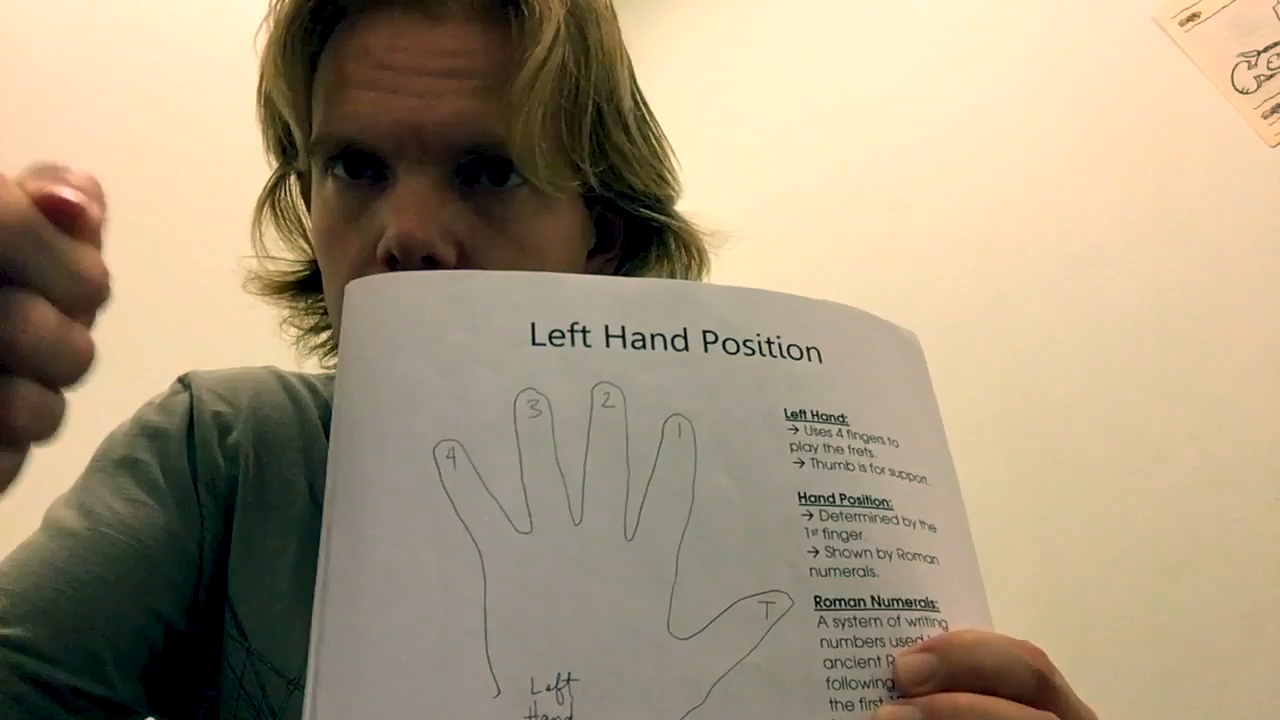 Left Hand Position
4
3
2
1
T
Left
Hand
Left Hand:
→ Uses 4 fingers to
play the frets.
→ Thumb is for support.
Hand Position:
→ Determined by the
1st finger.
→ Shown by Roman
numerals.
Roman Numerals:
A system of writing
numbers used
ancient
following
the first